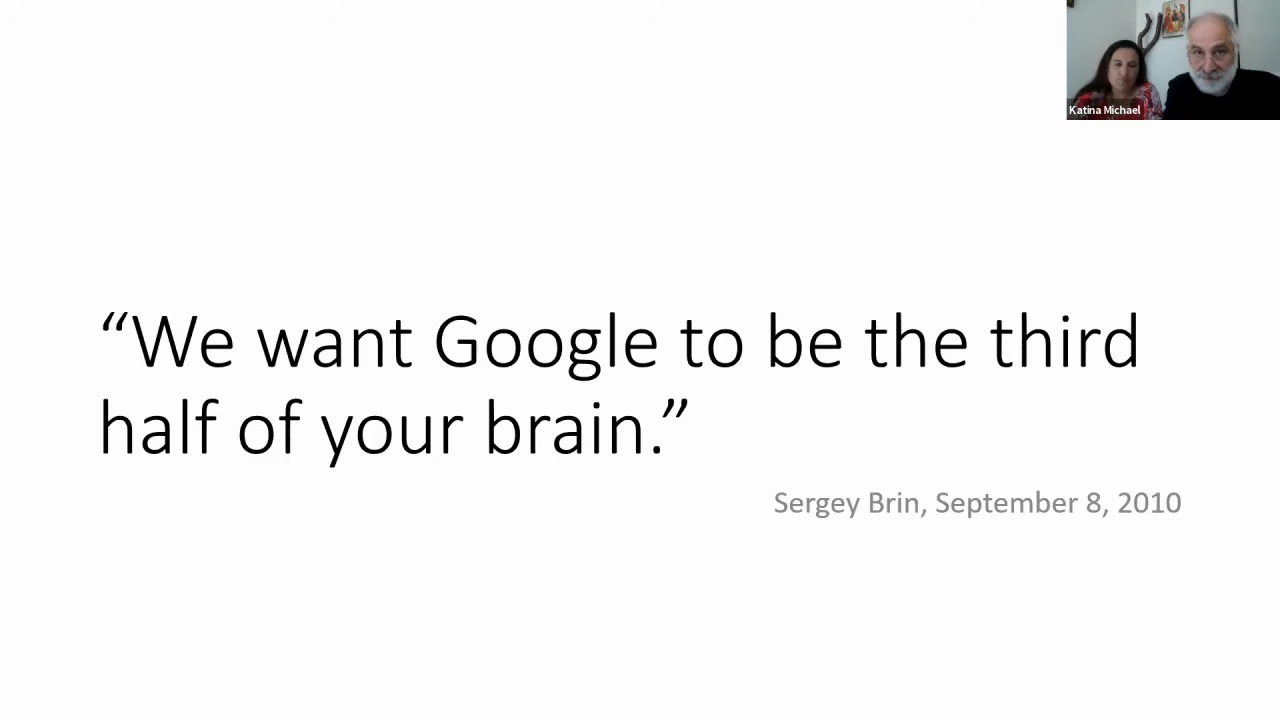 Katina Michael
“We want Google to be the third
half of your brain.”
Sergey Brin, September 8, 2010